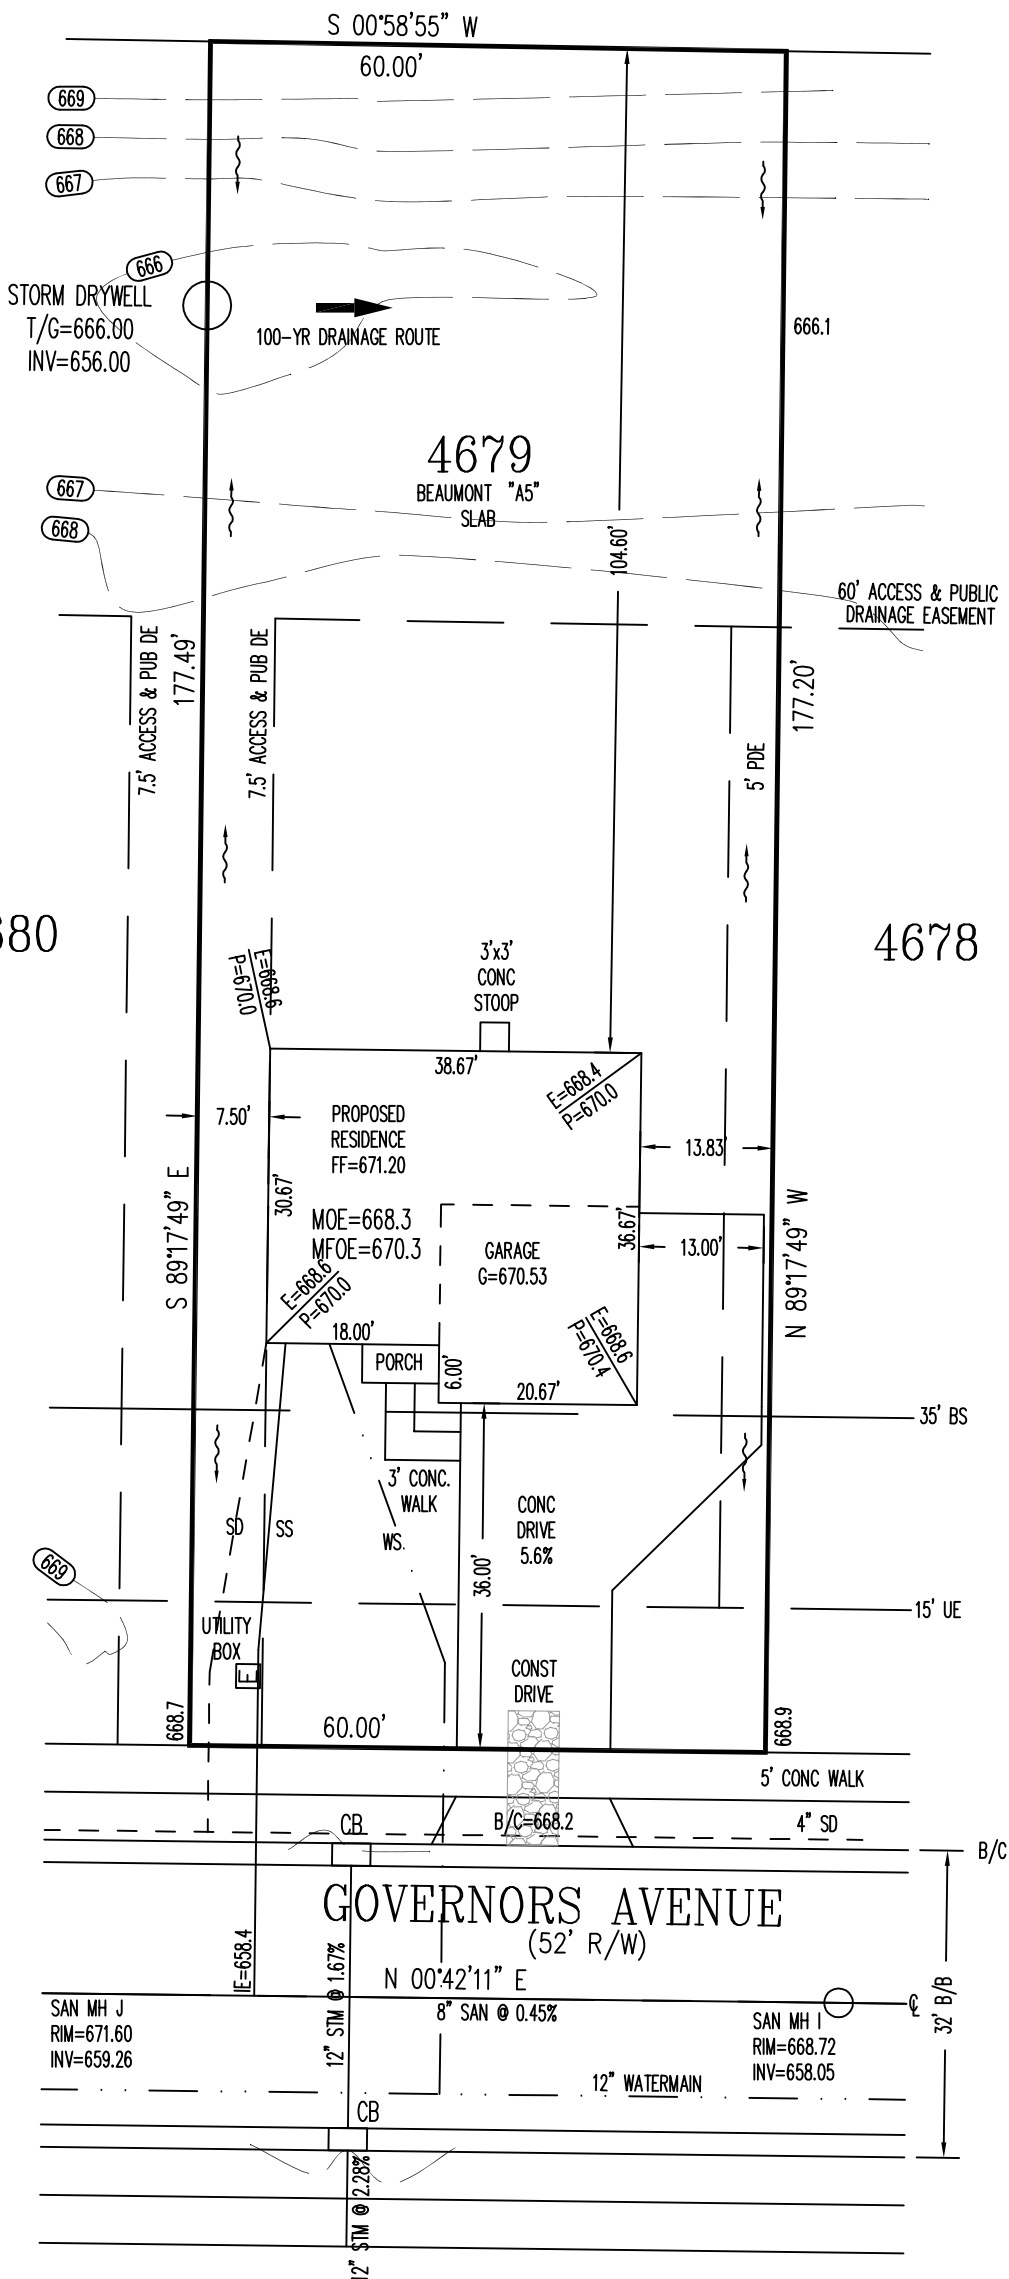 S 00°58'55" W
60.00'
669
668
667
666
STORM DRYWELL
T/G=666.00
INV=656.00
100-YR DRAINAGE ROUTE
666.1
4679
BEAUMONT "A5"
SLAB
667
668
104.60'
60' ACCESS & PUBLIC
DRAINAGE EASEMENT
7.5' ACCESS & PUB DE
177.49'
7.5' ACCESS & PUB DE
177.20'
5' PDE
680
4678
E=668.6
P=670.0
3'x3'
CONC
STOOP
38.67'
E=668.4
P=670.0
7.50'
PROPOSED
RESIDENCE
FF=671.20
13.83'
S 89°17'49" E
30.67'
MOE=668.3
MFOE=670.3
36.67'
GARAGE
G=670.53
13.00'
N 89°17'49" W
E=668.6
P=670.0
18.00'
PORCH
6.00'
20.67'
E=668.6
P=670.4
35' BS
3' CONC.
WALK
SD
SS
WS.
CONC
DRIVE
5.6%
36.00'
669
15' UE
UTILITY
BOX
E
CONST
DRIVE
668.7
60.00'
668.9
5' CONC WALK
CB
B/C=668.2
4" SD
B/C
GOVERNORS AVENUE
(52' R/W)
IE=658.4
12" STM @ 1.67%
N 00°42'11" E
8" SAN @ 0.45%
SAN MH J
RIM=671.60
INV=659.26
SAN MH I
RIM=668.72
INV=658.05
℄
32' B/B
12" WATERMAIN
CB
12" STM @ 2.28%